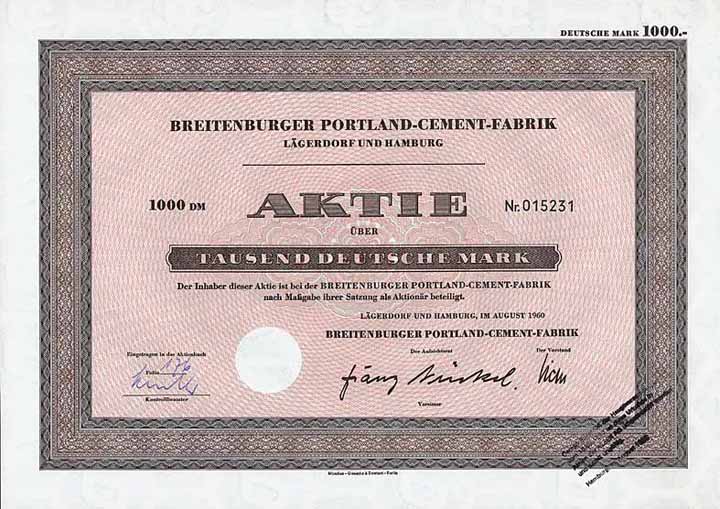 DEUTSCHE MARK 1000.-
BREITENBURGER PORTLAND-CEMENT-FABRIK
LÄGERDORF UND HAMBURG
1000 DM AKTIE Nr. 015231
ÜBER
TAUSEND DEUTSCHE MARK
Der Inhaber dieser Aktie ist bei der BREITENBURGER PORTLAND-CEMENT-FABRIK
nach Maßgabe ihrer Satzung als Aktionär beteiligt.
LÄGERDORF UND HAMBURG, IM AUGUST 1960
BREITENBURGER PORTLAND-CEMENT-FABRIK
Eingetragen in das Aktienbuch
Der Aufsichtsrat Der Vorstand
Folio 176
Kontrollbeamter
Vorsitzer